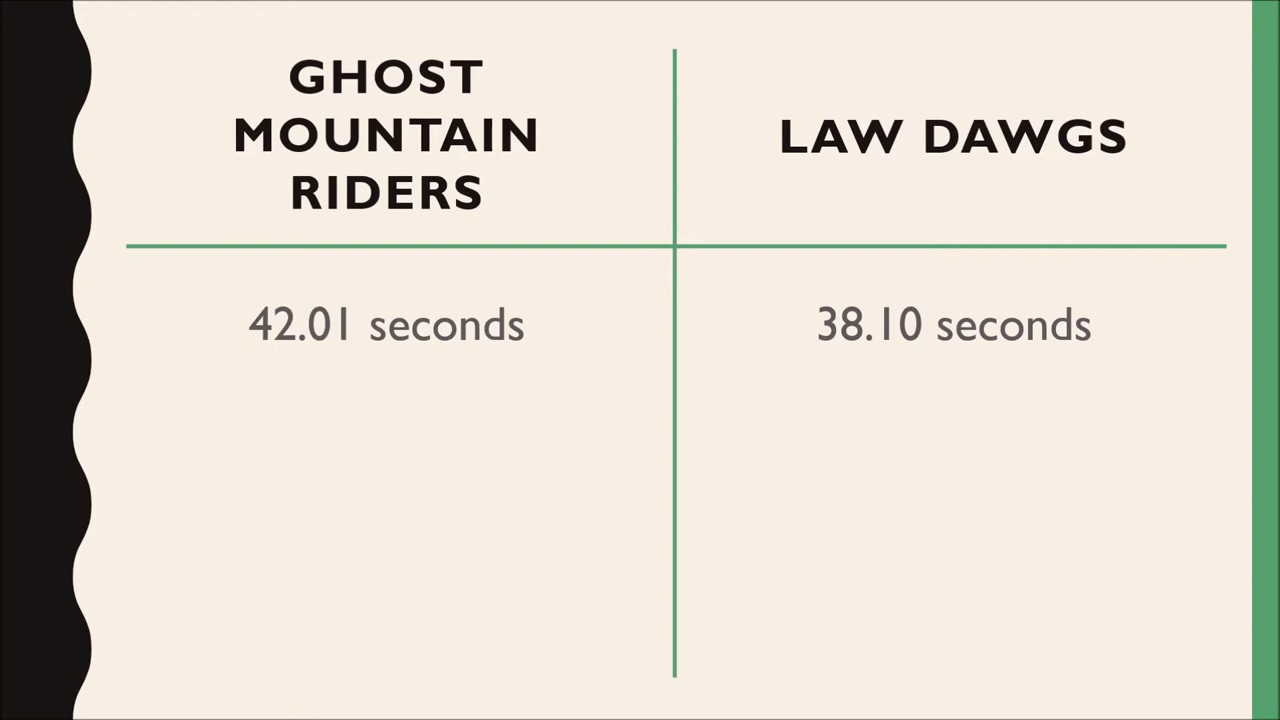 GHOST
MOUNTAIN
RIDERS
LAW DAWGS
42.01 seconds
38.10 seconds